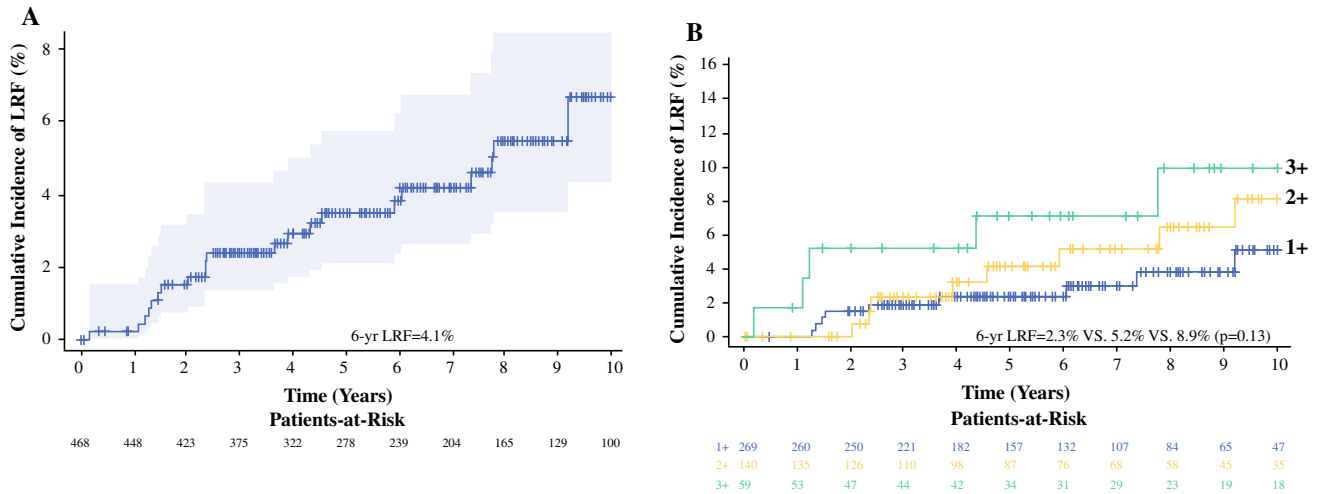 A
Cumulative Incidence of LRF (%)
8
6
4
2
0
6-yr LRF=4.1%
0 1 2 3 4 5 6 7 8 9 10
Time (Years)
Patients-at-Risk
468 448 423 375 322 278 239 204 165 129 100
B
Cumulative Incidence of LRF (%)
16
14
12
10
8
6
4
2
0
3+
2+
1+
6-yr LRF=2.3% VS. 5.2% VS. 8.9% (p=0.13)
0 1 2 3 4 5 6 7 8 9 10
Time (Years)
Patients-at-Risk
1+ 269 260 250 221 182 157 132 107 84 65 47
2+ 140 135 126 110 98 87 76 68 58 45 35
3+ 59 53 47 44 42 34 31 29 23 19 18